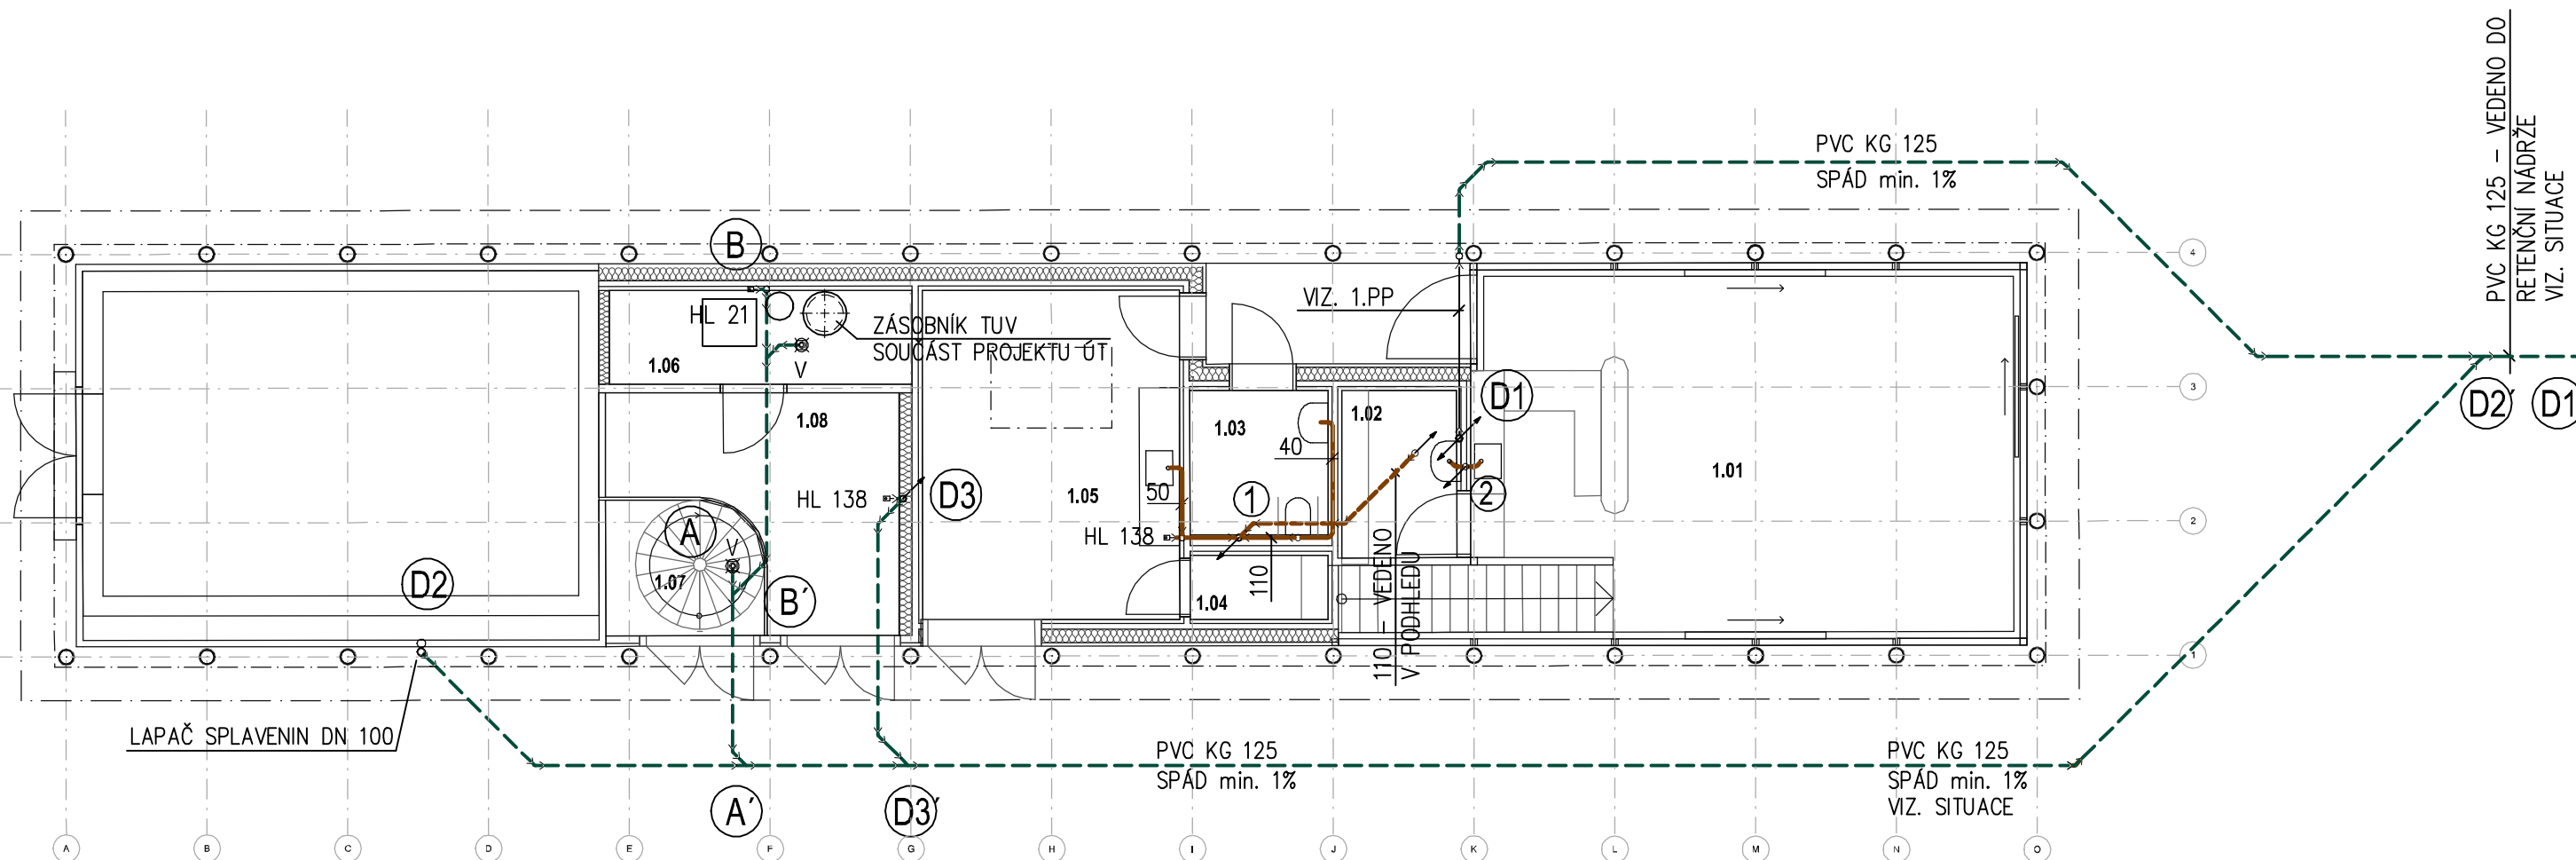 PVC KG 125 – VEDENO DO
RETENČNÍ NÁDRŽE
VIZ. SITUACE
PVC KG 125
SPÁD min. 1%
B
4
VIZ. 1.PP
HL 21
ZÁSOBNÍK TUV
SOUČÁST PROJEKTU ÚT
1.06
V
3
D1
D2´
D1
1.08
1.03
1.02
40
1.01
HL 138
D3
1.05
50
1
2
2
A
V
HL 138
1.07
D2
B´
110
1.04
110 – VEDENO
V PODHLEDU
1
LAPAČ SPLAVENIN DN 100
PVC KG 125
SPÁD min. 1%
PVC KG 125
SPÁD min. 1%
VIZ. SITUACE
A´
D3´
A
B
C
D
E
F
G
H
I
J
K
L
M
N
O